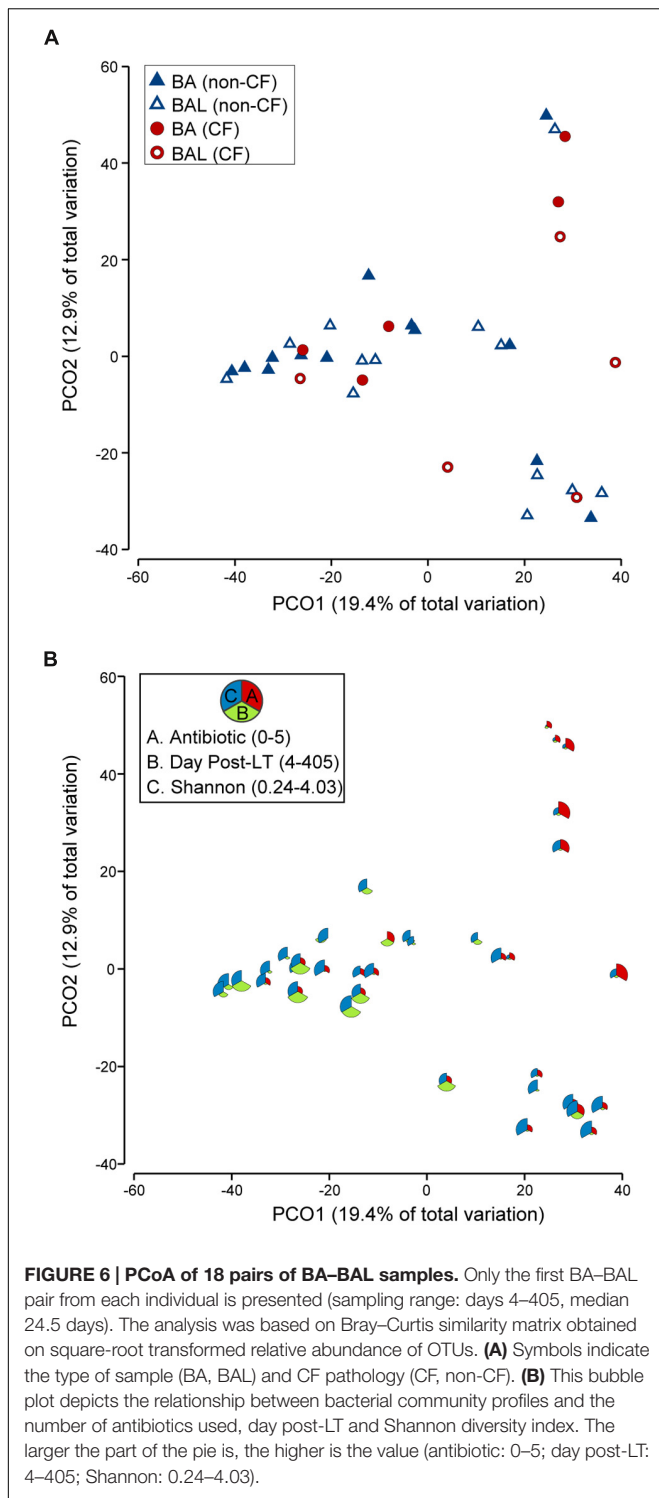 A
60
40
20
0
-20
-40
PCO2 (12.9% of total variation)
BA (non-CF)
BAL (non-CF)
BA (CF)
BAL (CF)
-60 -40 -20 0 20 40
PCO1 (19.4% of total variation)
B
60
40
20
0
-20
-40
PCO2 (12.9% of total variation)
C A
B
A. Antibiotic (0-5)
B. Day Post-LT (4-405)
C. Shannon (0.24-4.03)
-60 -40 -20 0 20 40
PCO1 (19.4% of total variation)
FIGURE 6 | PCoA of 18 pairs of BA–BAL samples. Only the first BA–BAL
pair from each individual is presented (sampling range: days 4–405, median
24.5 days). The analysis was based on Bray–Curtis similarity matrix obtained
on square-root transformed relative abundance of OTUs. (A) Symbols indicate
the type of sample (BA, BAL) and CF pathology (CF, non-CF). (B) This bubble
plot depicts the relationship between bacterial community profiles and the
number of antibiotics used, day post-LT and Shannon diversity index. The
larger the part of the pie is, the higher is the value (antibiotic: 0–5; day post-LT:
4–405; Shannon: 0.24–4.03).